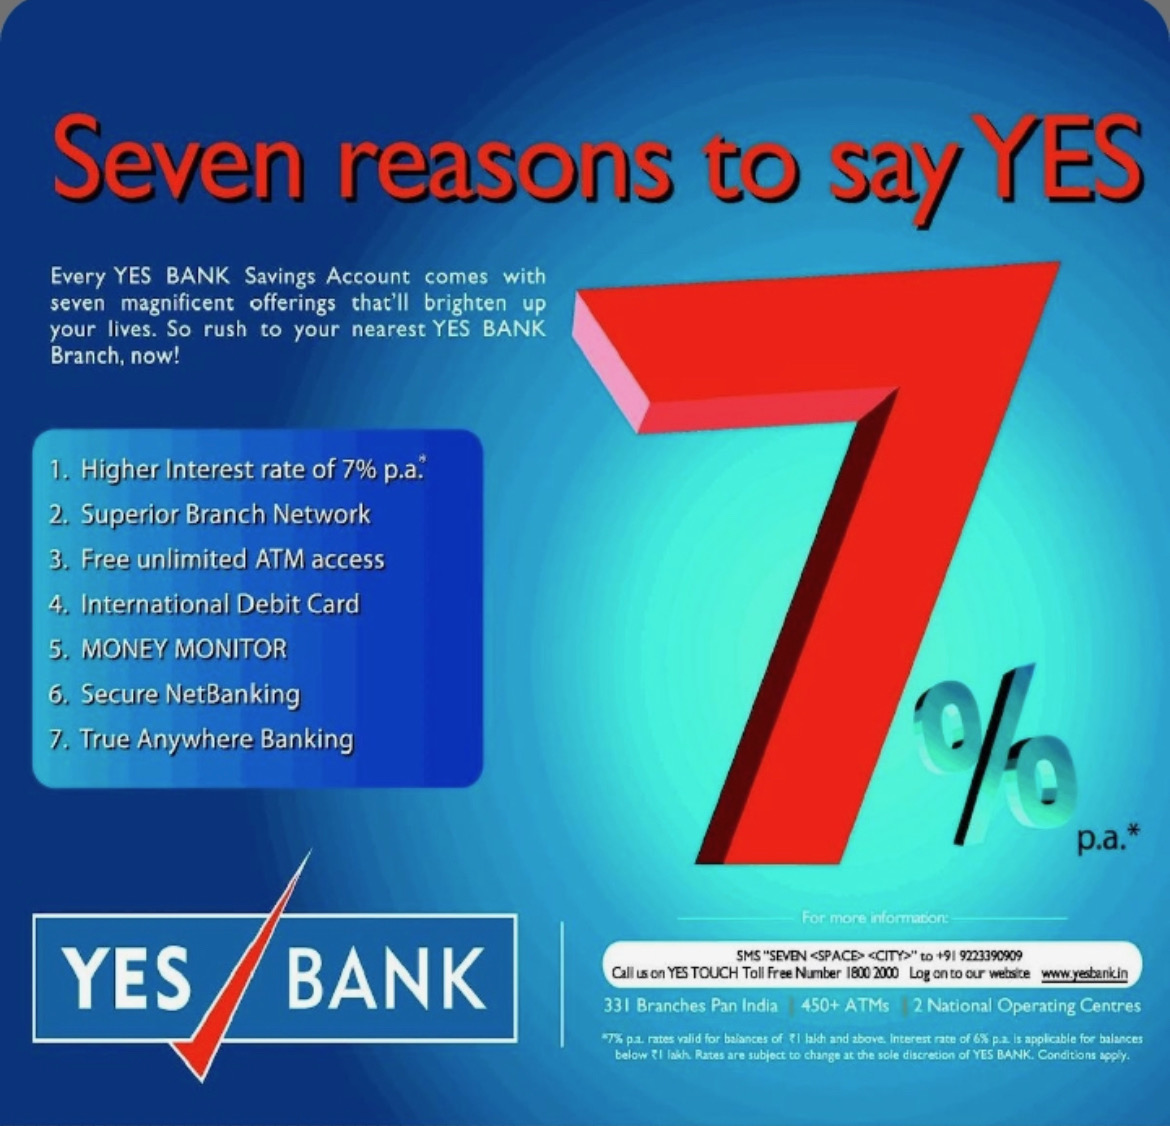 Seven reasons to say YES
Every YES BANK Savings Account comes with
seven magnificent offerings that'll brighten up
your lives. So rush to your nearest YES BANK
Branch, now!
1. Higher Interest rate of 7% p.a.*
2. Superior Branch Network
3. Free unlimited ATM access
4. International Debit Card
5. MONEY MONITOR
6. Secure NetBanking
7. True Anywhere Banking
7%
p.a.*
YES BANK
For more information:
SMS "SEVEN <SPACE> <CITY>" to +91 9223390909
Call us on YES TOUCH Toll Free Number 1800 2000 Log on to our website www.yesbank.in
331 Branches Pan India | 450+ ATMs | 2 National Operating Centres
*7% p.a. rates valid for balances of ₹1 lakh and above. Interest rate of 6% p.a. is applicable for balances
below ₹1 lakh. Rates are subject to change at the sole discretion of YES BANK. Conditions apply.